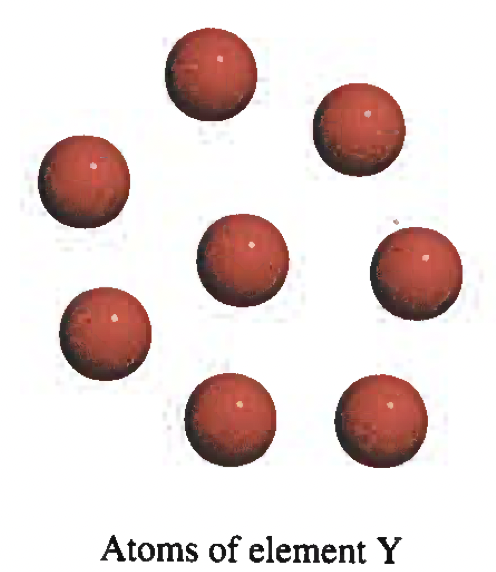 Atoms of element Y